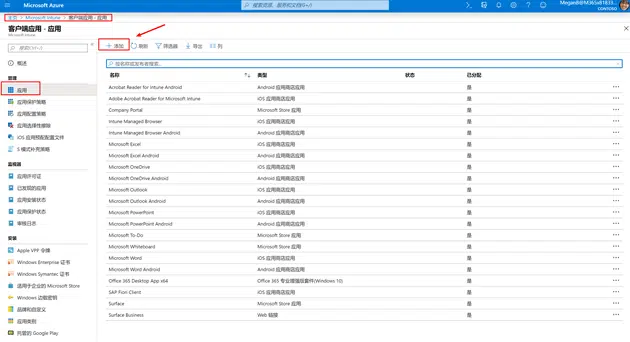 Microsoft Azure
搜索资源、服务和文档(G+/)
CONTOSO
主页 > Microsoft Intune > 客户端应用 - 应用
客户端应用 - 应用
Microsoft Intune
搜索(Ctrl+/)
概述
管理
应用
应用保护策略
应用配置策略
应用选择性擦除
iOS 应用预配配置文件
S 模式补充策略
监视器
应用许可证
已发现的应用
应用安装状态
应用保护状态
审核日志
安装
Apple VPP 令牌
Windows Enterprise 证书
Windows Symantec 证书
适用于企业的 Microsoft Store
Windows 边载密钥
品牌和自定义
应用类别
托管的 Google Play
添加 刷新 筛选器 导出 列
按名称或发布者搜索...
名称 类型 状态 已分配
Acrobat Reader for Intune Android Android 应用商店应用 是
Adobe Acrobat Reader for Microsoft Intune iOS 应用商店应用 是
Company Portal Microsoft Store 应用 是
Intune Managed Browser iOS 应用商店应用 是
Intune Managed Browser Android Android 应用商店应用 是
Microsoft Excel iOS 应用商店应用 是
Microsoft Excel Android Android 应用商店应用 是
Microsoft OneDrive iOS 应用商店应用 是
Microsoft OneDrive Android Android 应用商店应用 是
Microsoft Outlook iOS 应用商店应用 是
Microsoft Outlook Android Android 应用商店应用 是
Microsoft PowerPoint iOS 应用商店应用 是
Microsoft PowerPoint Android Android 应用商店应用 是
Microsoft To-Do Microsoft Store 应用 是
Microsoft Whiteboard Microsoft Store 应用 是
Microsoft Word iOS 应用商店应用 是
Microsoft Word Android Android 应用商店应用 是
Office 365 Desktop App x64 Office 365 专业增强版套件(Windows 10) 是
SAP Fiori Client iOS 应用商店应用 是
Surface Microsoft Store 应用 是
Surface Business Web 链接 是